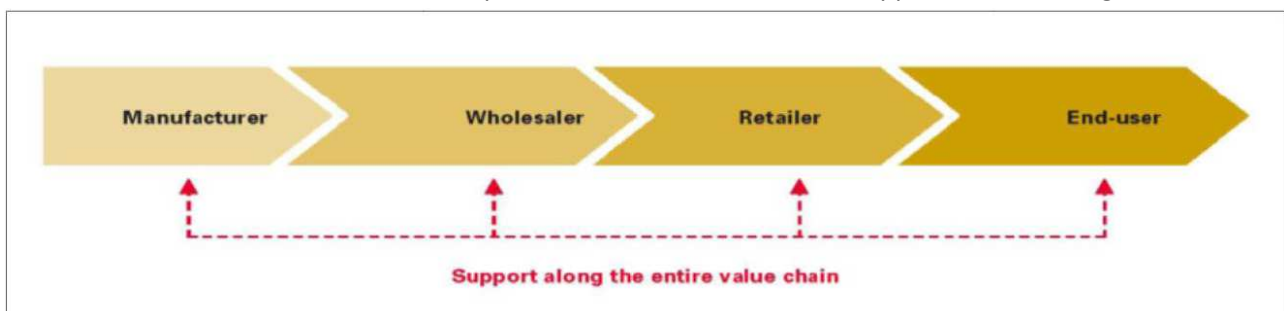 Manufacturer Wholesaler Retailer End-user
Support along the entire value chain